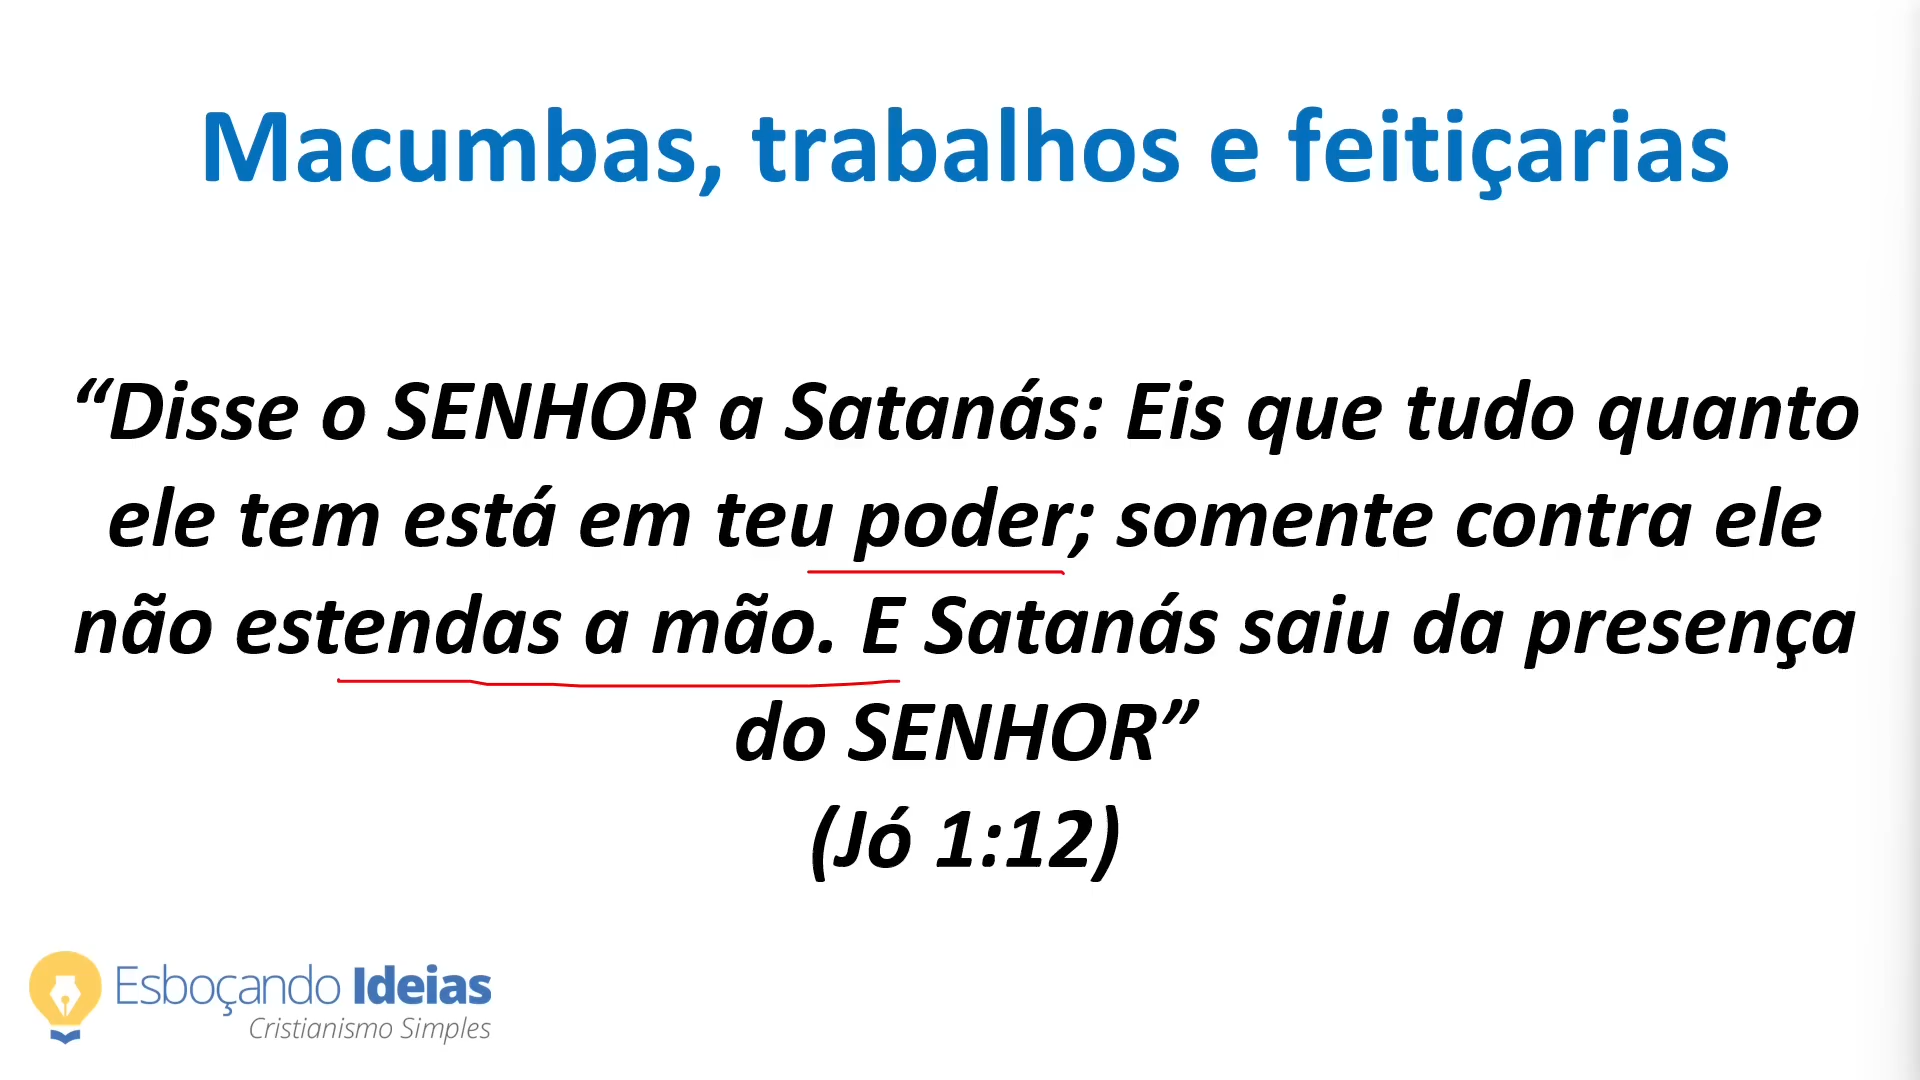 Macumbas, trabalhos e feitiçarias
“Disse o SENHOR a Satanás: Eis que tudo quanto
ele tem está em teu poder; somente contra ele
não estendas a mão. E Satanás saiu da presença
do SENHOR”
(Jó 1:12)
Esboçando Ideias
Cristianismo Simples